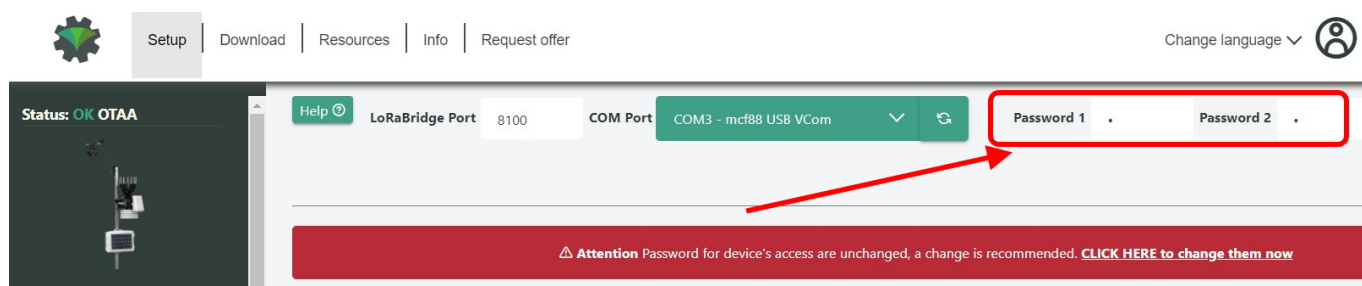 Setup Download Resources Info Request offer Change language
Status: OK OTAA
Help LoRaBridge Port 8100 COM Port COM3 - mcf88 USB VCom Password 1 . Password 2 .
Attention Password for device's access are unchanged, a change is recommended. CLICK HERE to change them now